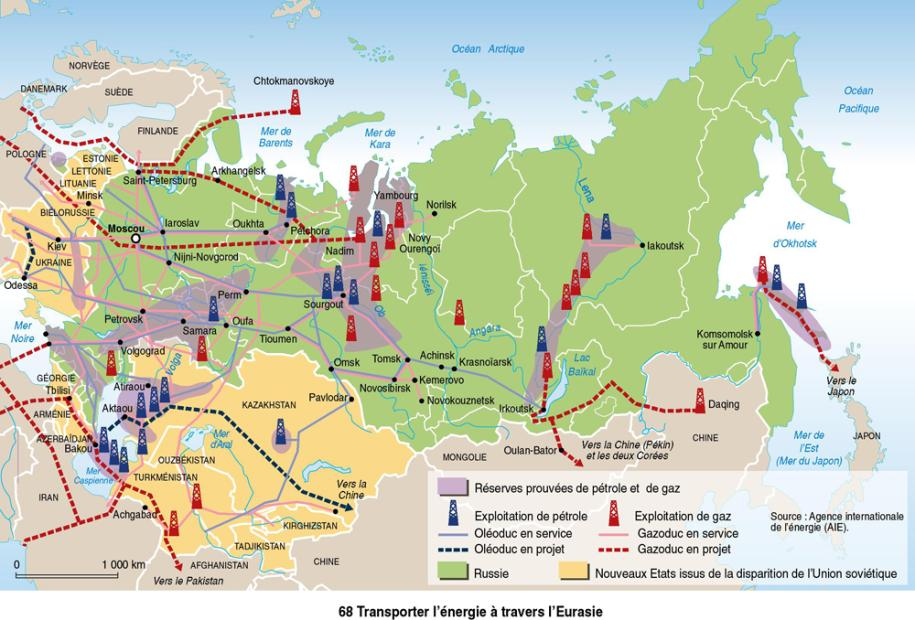 Océan Arctique
NORVÈGE
DANEMARK
SUÈDE
Chtokmanovskoye
Océan
Pacifique
FINLANDE
Mer de
Barents
Mer de
Kara
POLOGNE
ESTONIE
LETTONIE
LITUANIE
Saint-Petersburg
Arkhangelsk
Minsk
BIÉLORUSSIE
Yambourg
Norilsk
Lena
Moscou
Iaroslav
Oukhta
Petchora
Iakoutsk
Mer
d'Okhotsk
Kiev
UKRAINE
Nijni-Novgorod
Nadim
Novy
Ourengoï
Iénisseï
Odessa
Perm
Sourgout
Ob
Mer
Noire
Petrovsk
Samara
Oufa
Tioumen
Angara
Komsomolsk
sur Amour
Volgograd
Volga
Omsk
Tomsk
Achinsk
Krasnoïarsk
Lac
Baïkal
GÉORGIE
Tbilisi
Atiraou
Novosibirsk
Kemerovo
Vers le
Japon
ARMÉNIE
Aktaou
KAZAKHSTAN
Pavlodar
Novokouznetsk
Irkoutsk
Daqing
AZERBAÏDJAN
Bakou
Mer
d'Aral
Oulan-Bator
Vers la Chine (Pékin)
et les deux Corées
CHINE
Mer de
l'Est
(Mer du Japon)
JAPON
MONGOLIE
OUZBÉKISTAN
Mer
Caspienne
TURKMÉNISTAN
Vers la
Chine
IRAN
Achgabad
KIRGHIZSTAN
TADJIKISTAN
AFGHANISTAN
CHINE
Vers le Pakistan
0 1 000 km
Réserves prouvées de pétrole et de gaz
Exploitation de pétrole
Exploitation de gaz
Oléoduc en service
Gazoduc en service
Oléoduc en projet
Gazoduc en projet
Russie
Nouveaux Etats issus de la disparition de l'Union soviétique
Source : Agence internationale
de l'énergie (AIE).
68 Transporter l'énergie à travers l'Eurasie